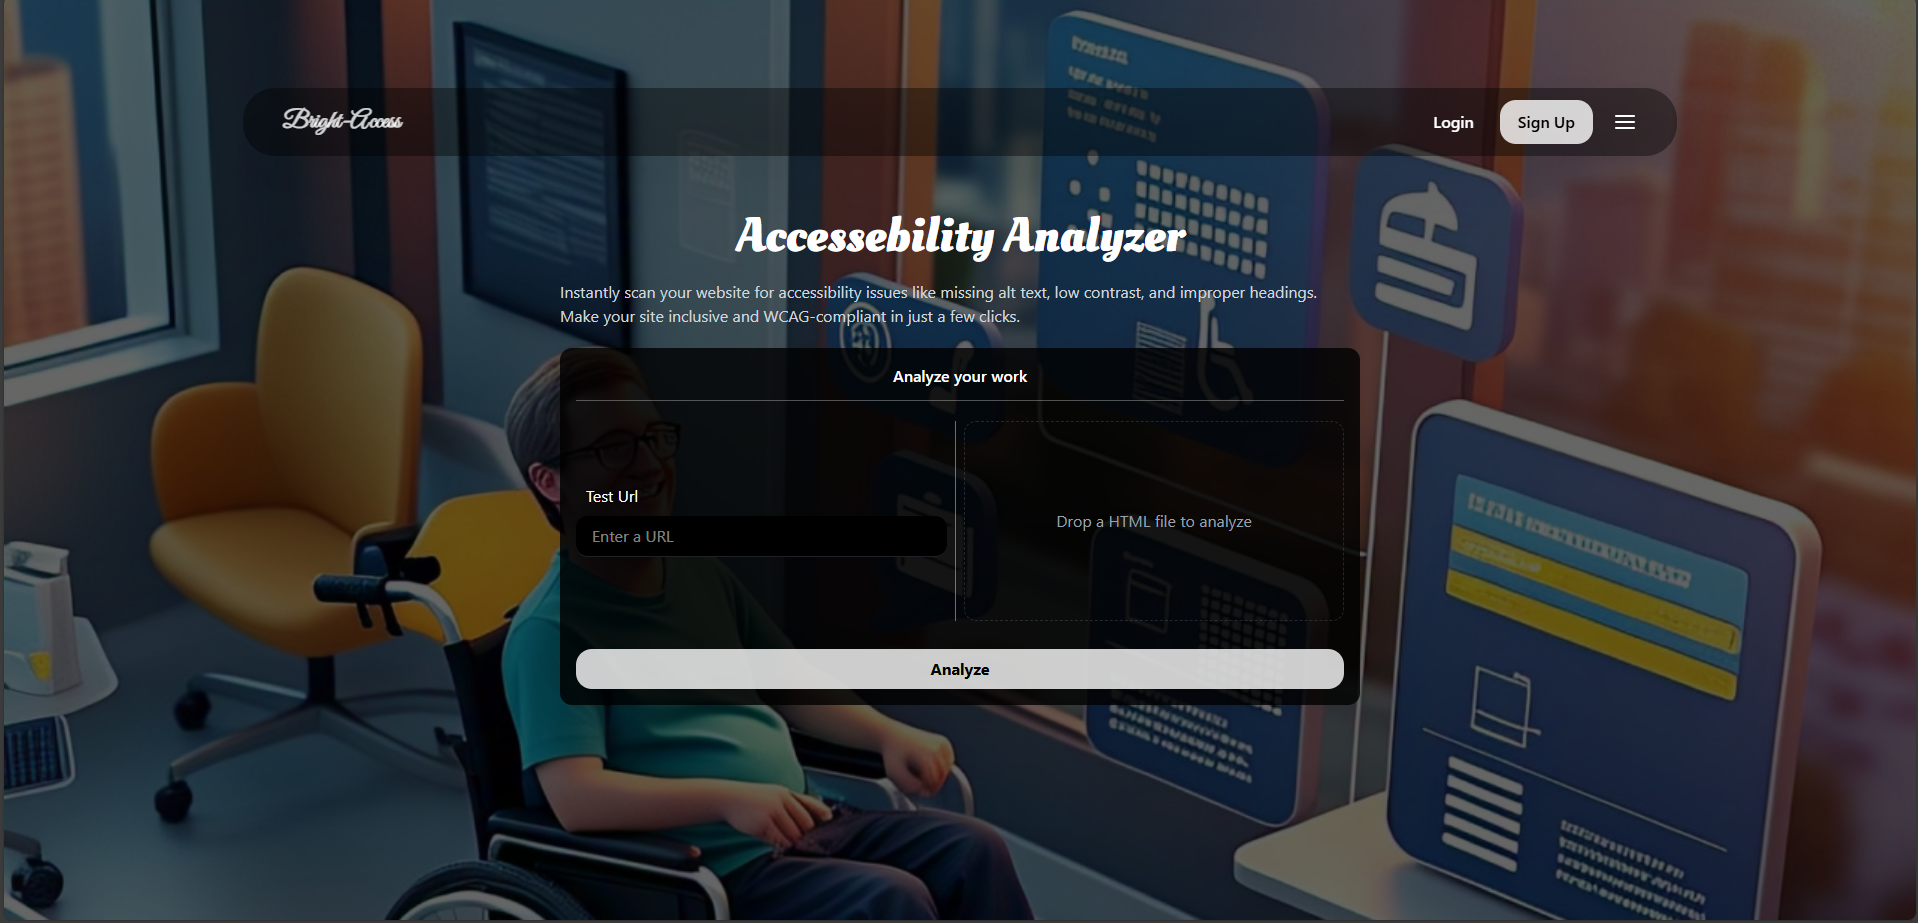 Bright-Access
Login
Sign Up
Accessebility Analyzer
Instantly scan your website for accessibility issues like missing alt text, low contrast, and improper headings.
Make your site inclusive and WCAG-compliant in just a few clicks.
Analyze your work
Test Url
Enter a URL
Drop a HTML file to analyze
Analyze